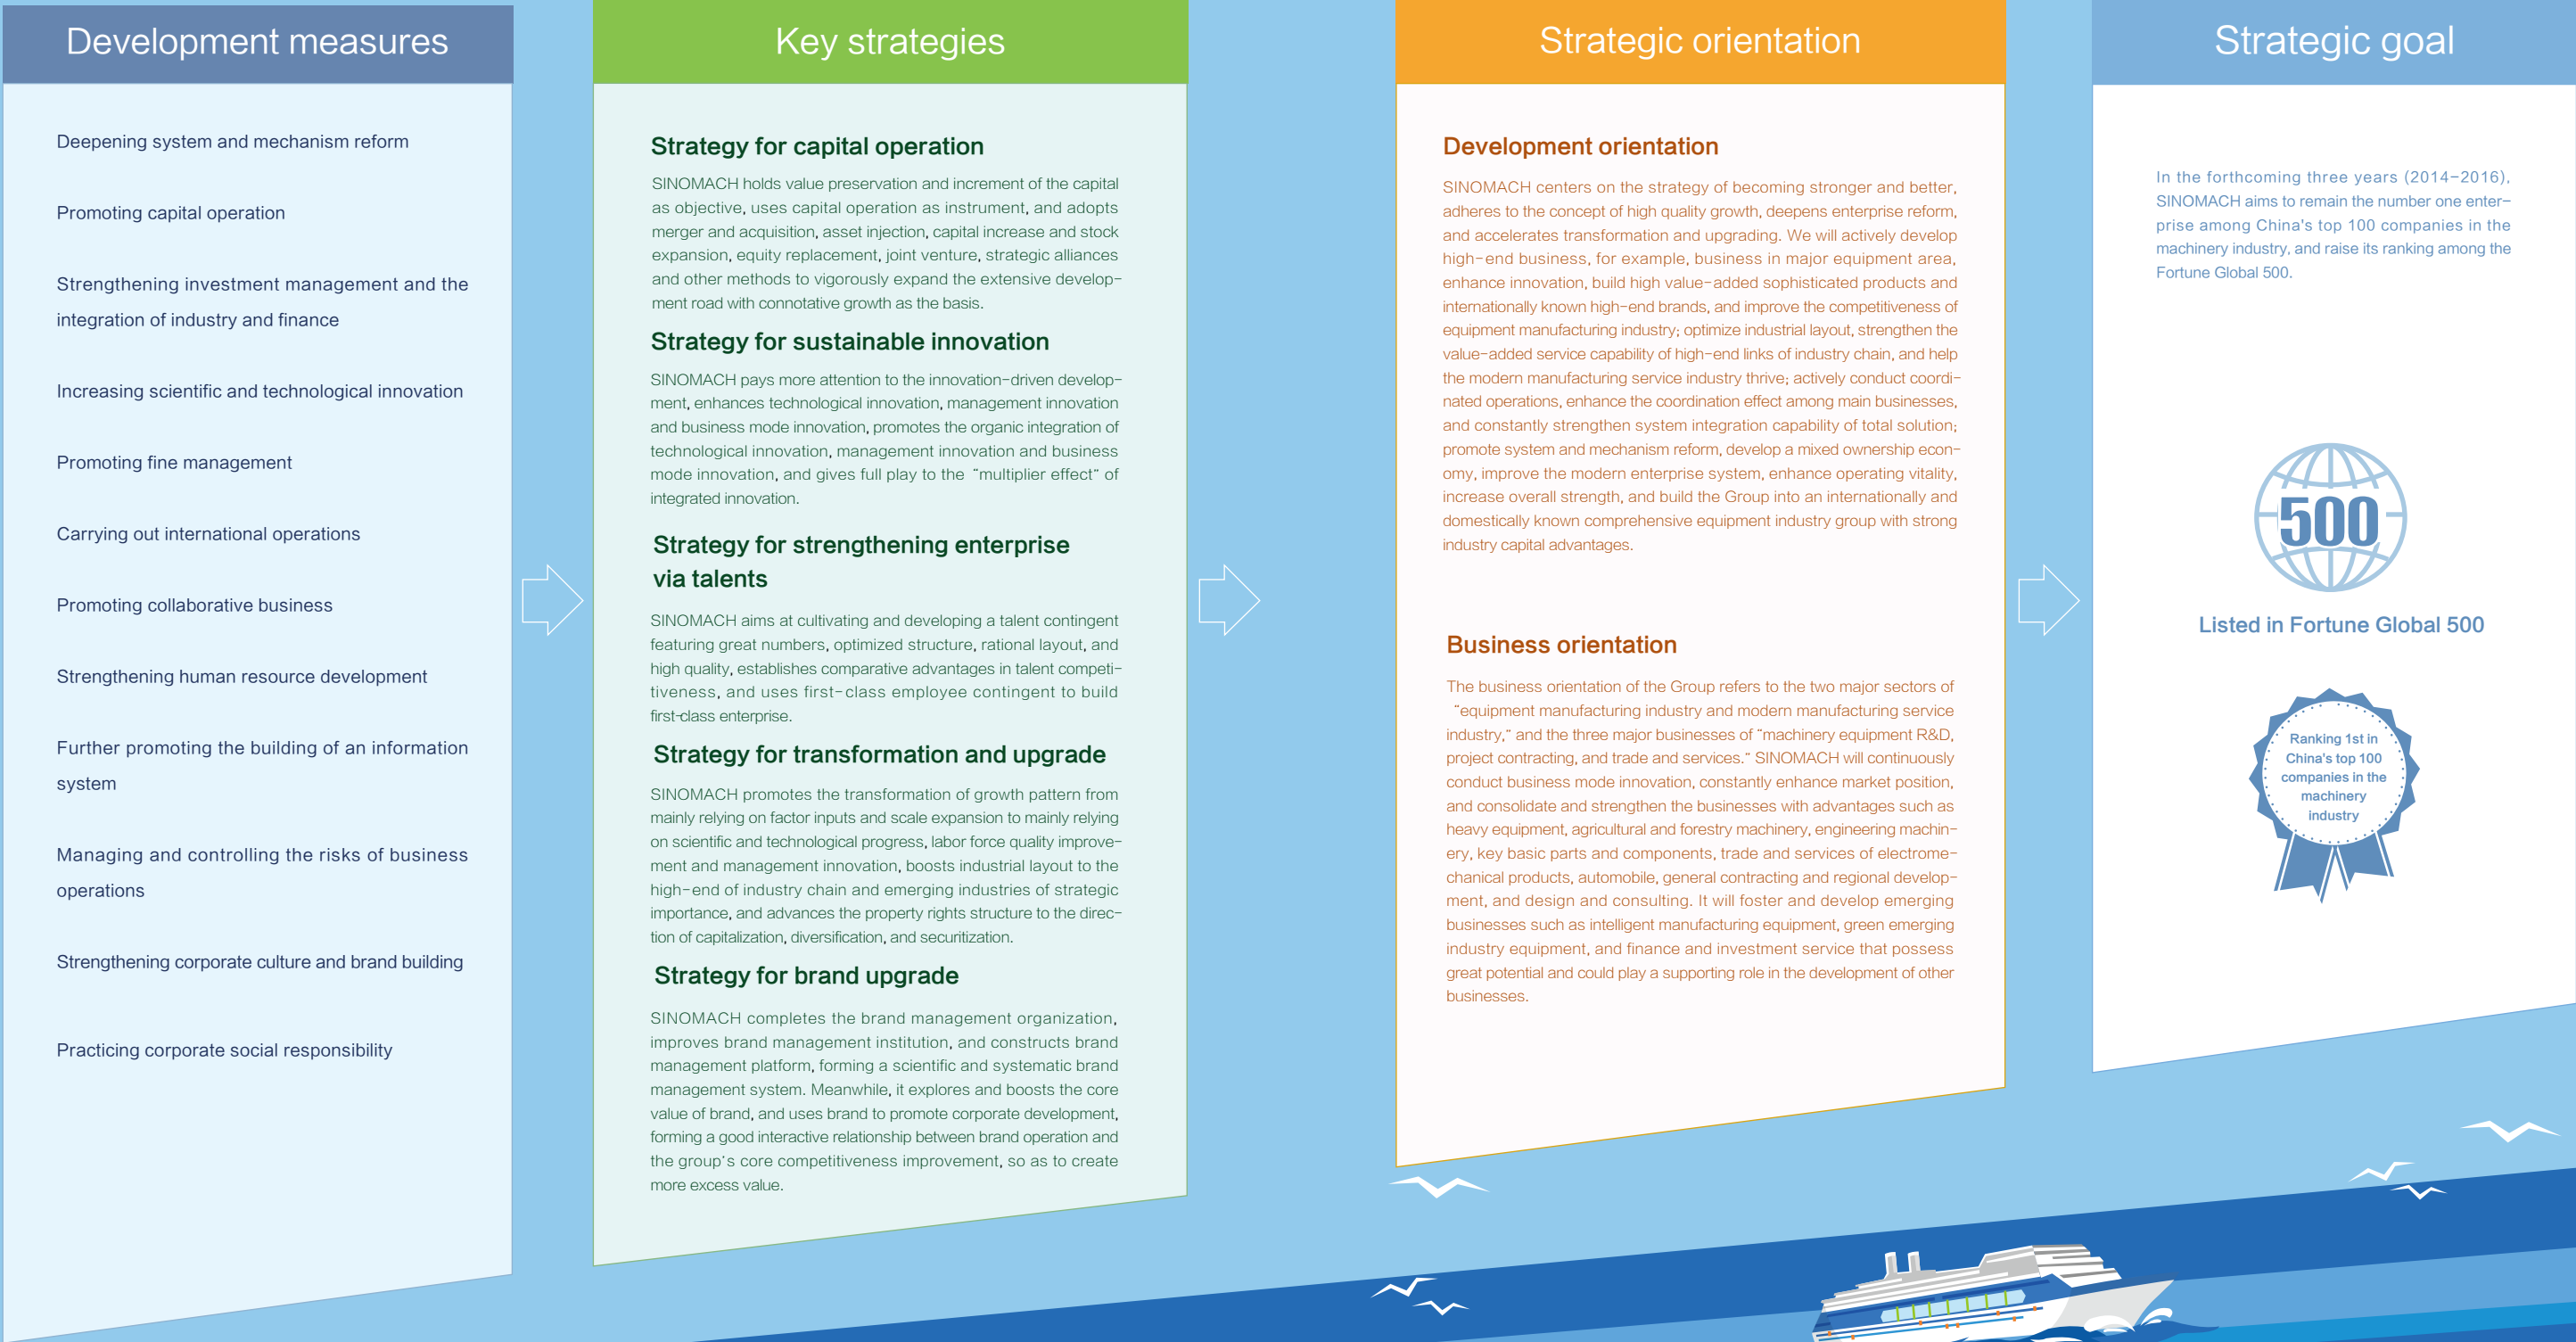 Development measures
Deepening system and mechanism reform
Promoting capital operation
Strengthening investment management and the
integration of industry and finance
Increasing scientific and technological innovation
Promoting fine management
Carrying out international operations
Promoting collaborative business
Strengthening human resource development
Further promoting the building of an information
system
Managing and controlling the risks of business
operations
Strengthening corporate culture and brand building
Practicing corporate social responsibility
Key strategies
Strategy for capital operation
SINOMACH holds value preservation and increment of the capital
as objective, uses capital operation as instrument, and adopts
merger and acquisition, asset injection, capital increase and stock
expansion, equity replacement, joint venture, strategic alliances
and other methods to vigorously expand the extensive develop-
ment road with connotative growth as the basis.
Strategy for sustainable innovation
SINOMACH pays more attention to the innovation-driven develop-
ment, enhances technological innovation, management innovation
and business mode innovation, promotes the organic integration of
technological innovation, management innovation and business
mode innovation, and gives full play to the "multiplier effect" of
integrated innovation.
Strategy for strengthening enterprise
via talents
SINOMACH aims at cultivating and developing a talent contingent
featuring great numbers, optimized structure, rational layout, and
high quality, establishes comparative advantages in talent competi-
tiveness, and uses first-class employee contingent to build
first-class enterprise.
Strategy for transformation and upgrade
SINOMACH promotes the transformation of growth pattern from
mainly relying on factor inputs and scale expansion to mainly relying
on scientific and technological progress, labor force quality improve-
ment and management innovation, boosts industrial layout to the
high-end of industry chain and emerging industries of strategic
importance, and advances the property rights structure to the direc-
tion of capitalization, diversification, and securitization.
Strategy for brand upgrade
SINOMACH completes the brand management organization,
improves brand management institution, and constructs brand
management platform, forming a scientific and systematic brand
management system. Meanwhile, it explores and boosts the core
value of brand, and uses brand to promote corporate development,
forming a good interactive relationship between brand operation and
the group's core competitiveness improvement, so as to create
more excess value.
Strategic orientation
Development orientation
SINOMACH centers on the strategy of becoming stronger and better,
adheres to the concept of high quality growth, deepens enterprise reform,
and accelerates transformation and upgrading. We will actively develop
high-end business, for example, business in major equipment area,
enhance innovation, build high value-added sophisticated products and
internationally known high-end brands, and improve the competitiveness of
equipment manufacturing industry; optimize industrial layout, strengthen the
value-added service capability of high-end links of industry chain, and help
the modern manufacturing service industry thrive; actively conduct coordi-
nated operations, enhance the coordination effect among main businesses,
and constantly strengthen system integration capability of total solution;
promote system and mechanism reform, develop a mixed ownership econ-
omy, improve the modern enterprise system, enhance operating vitality,
increase overall strength, and build the Group into an internationally and
domestically known comprehensive equipment industry group with strong
industry capital advantages.
Business orientation
The business orientation of the Group refers to the two major sectors of
"equipment manufacturing industry and modern manufacturing service
industry," and the three major businesses of "machinery equipment R&D,
project contracting, and trade and services." SINOMACH will continuously
conduct business mode innovation, constantly enhance market position,
and consolidate and strengthen the businesses with advantages such as
heavy equipment, agricultural and forestry machinery, engineering machin-
ery, key basic parts and components, trade and services of electrome-
chanical products, automobile, general contracting and regional develop-
ment, and design and consulting. It will foster and develop emerging
businesses such as intelligent manufacturing equipment, green emerging
industry equipment, and finance and investment service that possess
great potential and could play a supporting role in the development of other
businesses.
Strategic goal
In the forthcoming three years (2014-2016),
SINOMACH aims to remain the number one enter-
prise among China's top 100 companies in the
machinery industry, and raise its ranking among the
Fortune Global 500.
500
Listed in Fortune Global 500
Ranking 1st in
China's top 100
companies in the
machinery
industry